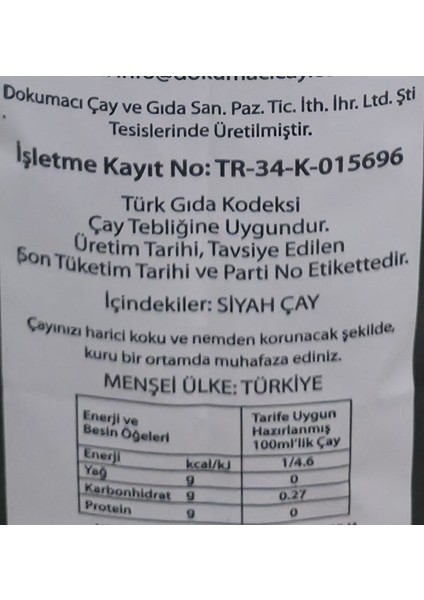 info@dokumacicay.
Dokumacı Çay ve Gıda San. Paz. Tic. İth. İhr. Ltd. Şti
.
Tesislerinde Üretilmiştir.
İşletme Kayıt No: TR-34-K-015696
Türk Gıda Kodeksi
Çay Tebliğine Uygundur.
Üretim Tarihi, Tavsiye Edilen
Son Tüketim Tarihi ve Parti No Etikettedir.
İçindekiler: SİYAH ÇAY
Çayınızı harici koku ve nemden korunacak şekilde,
kuru bir ortamda muhafaza ediniz.
MENŞEİ ÜLKE: TÜRKİYE
Enerji ve Besin Öğeleri Tarife Uygun Hazırlanmış 100ml'lik Çay
Enerji kcal/kJ 1/4.6
Yağ g 0
Karbonhidrat g 0.27
Protein g 0